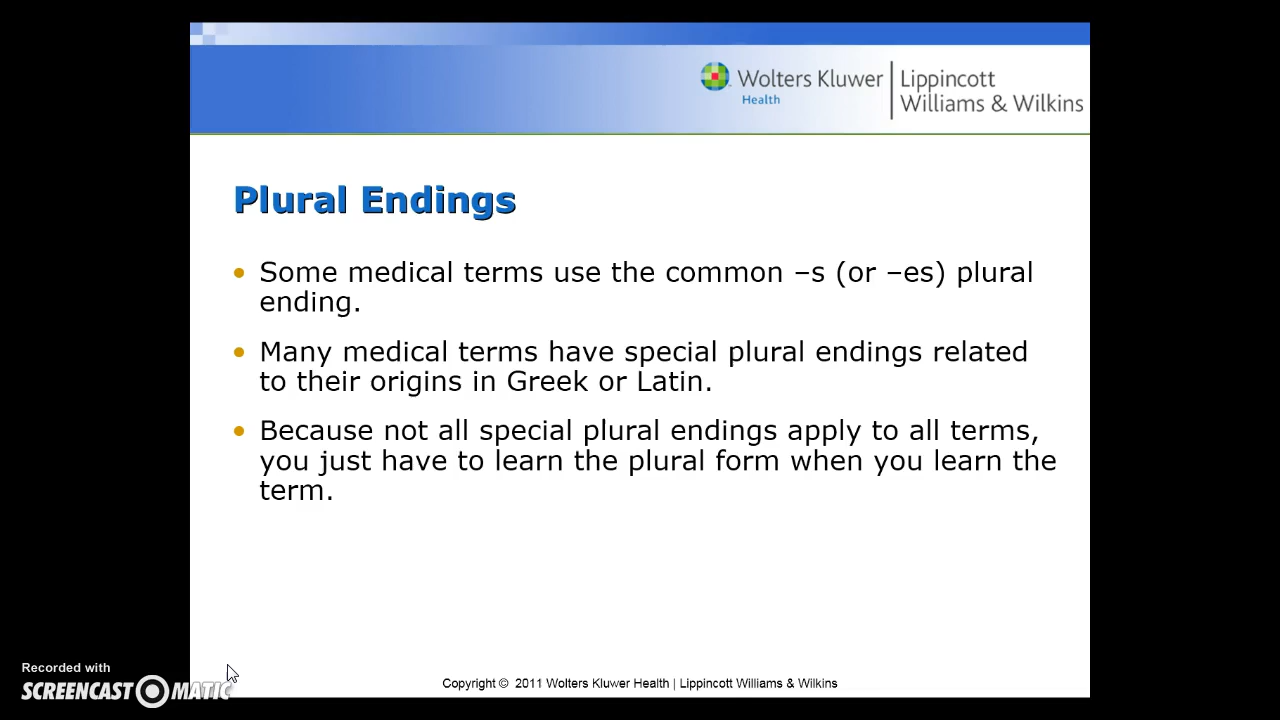 Wolters Kluwer
Health
Lippincott
Williams & Wilkins
Plural Endings
• Some medical terms use the common –s (or –es) plural
ending.
• Many medical terms have special plural endings related
to their origins in Greek or Latin.
• Because not all special plural endings apply to all terms,
you just have to learn the plural form when you learn the
term.
Recorded with
SCREENCAST MATIC
Copyright © 2011 Wolters Kluwer Health | Lippincott Williams & Wilkins